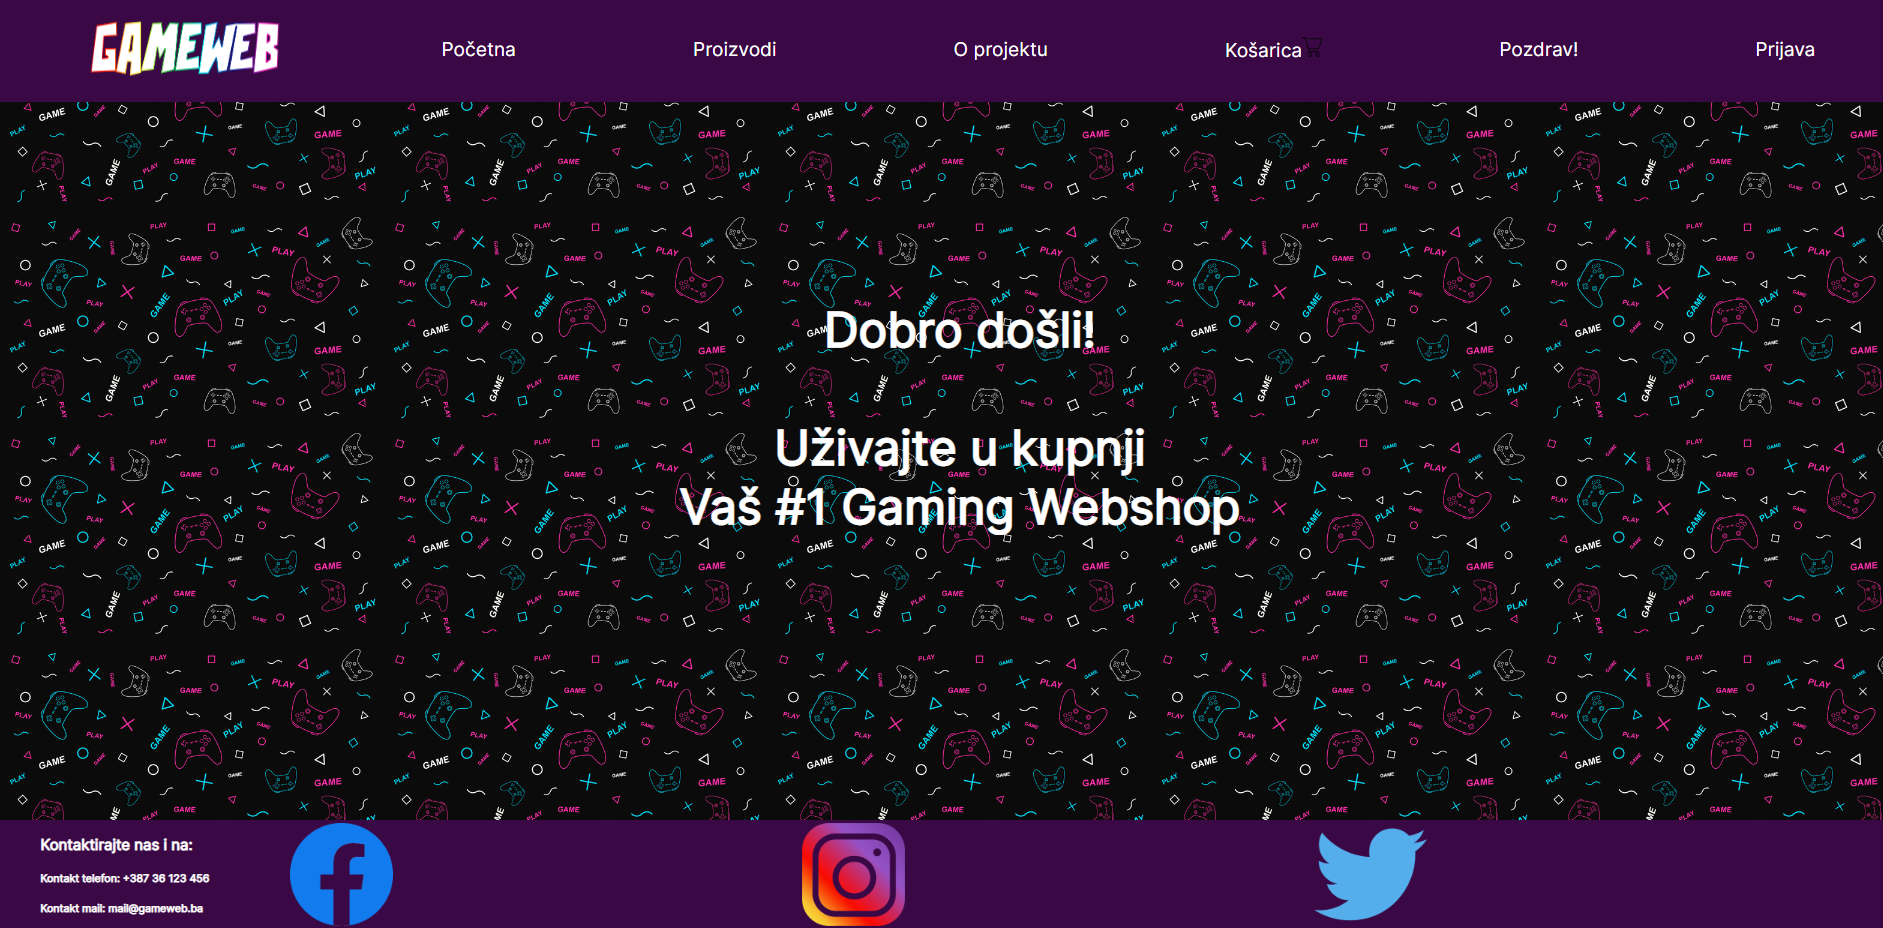 GAMEWEB
Početna
Proizvodi
O projektu
Košarica
Pozdrav!
Prijava
Dobro došli!
Uživajte u kupnji
Vaš #1 Gaming Webshop
Kontaktirajte nas i na:
Kontakt telefon: +387 36 123 456
Kontakt mail: mail@gameweb.ba